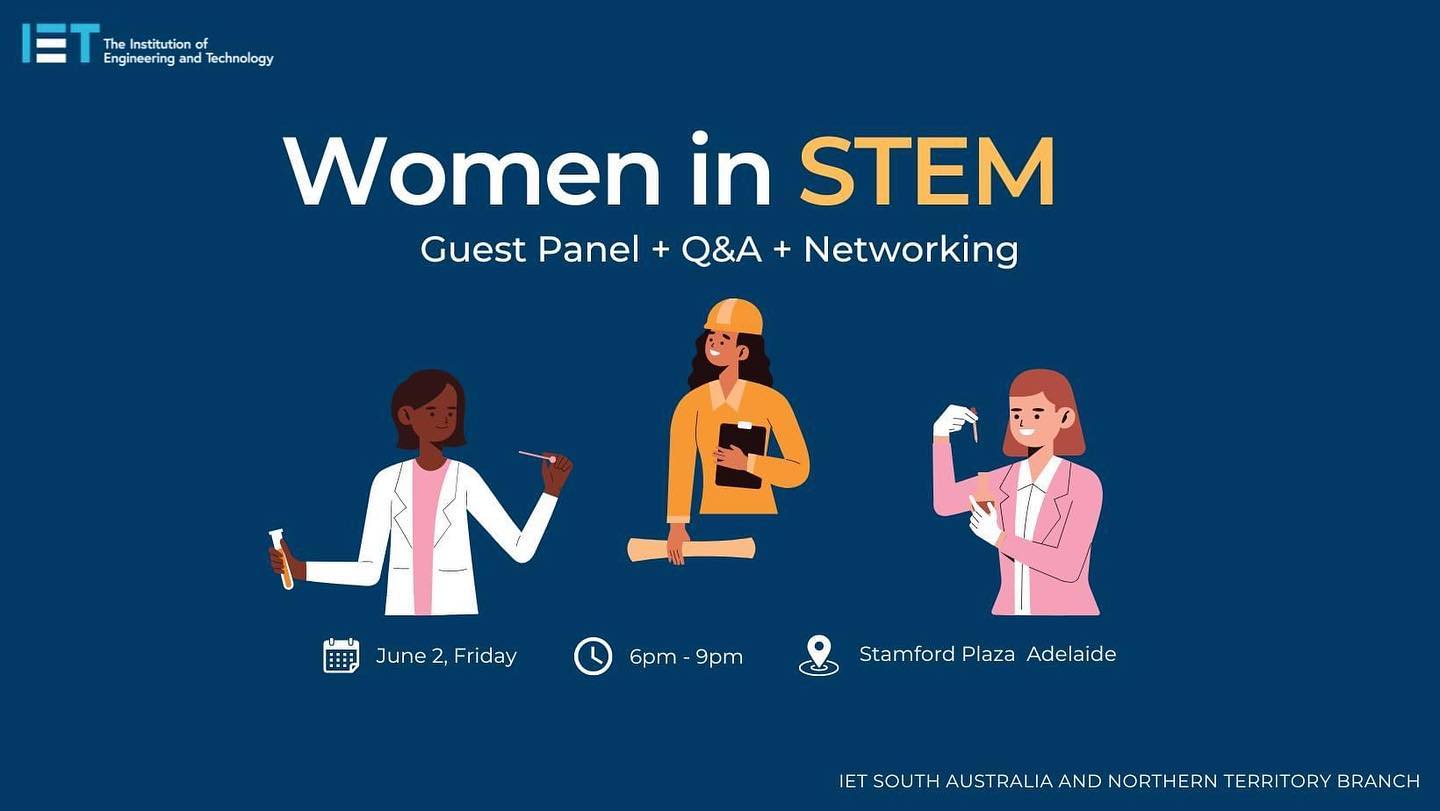 IET The Institution of
Engineering and Technology
Women in STEM
Guest Panel + Q&A + Networking
June 2, Friday
6pm - 9pm
Stamford Plaza Adelaide
IET SOUTH AUSTRALIA AND NORTHERN TERRITORY BRANCH